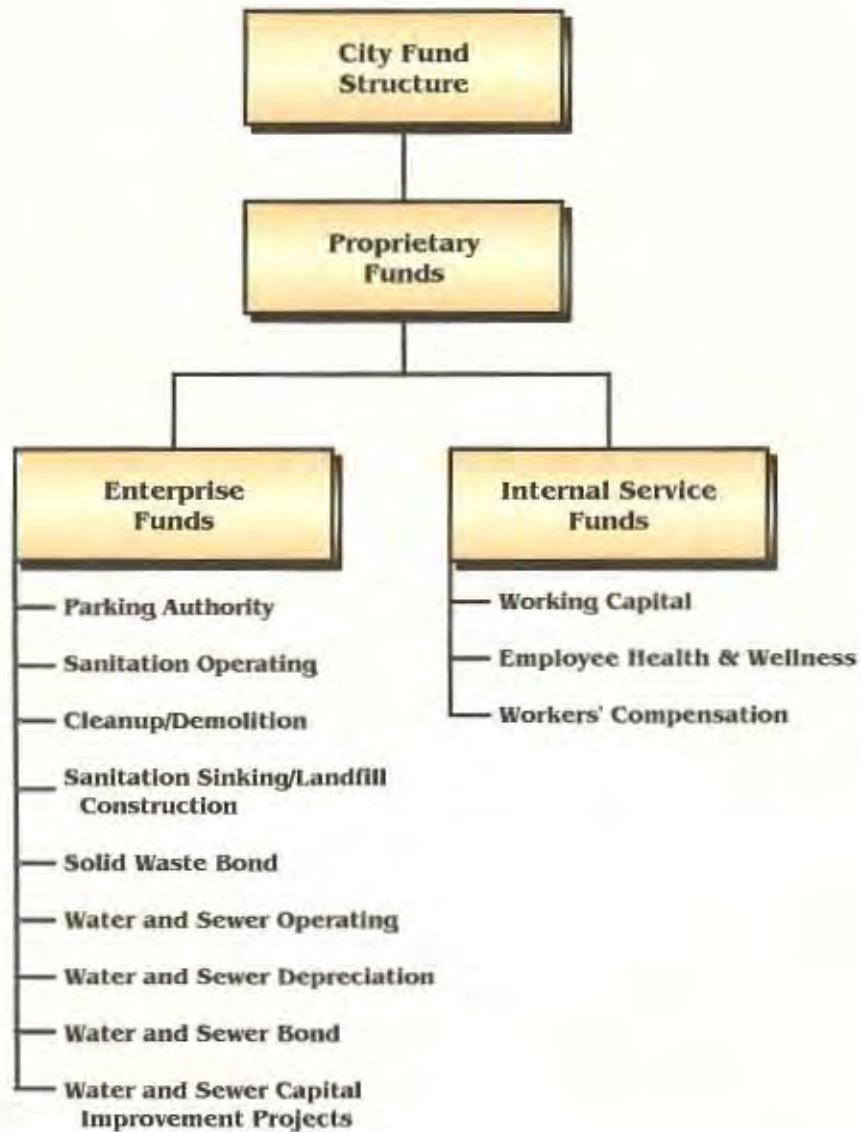 City Fund
Structure
Proprietary
Funds
Enterprise
Funds
Parking Authority
Sanitation Operating
Cleanup/Demolition
Sanitation Sinking/Landfill
Construction
Solid Waste Bond
Water and Sewer Operating
Water and Sewer Depreciation
Water and Sewer Bond
Water and Sewer Capital
Improvement Projects
Internal Service
Funds
Working Capital
Employee Health & Wellness
Workers' Compensation